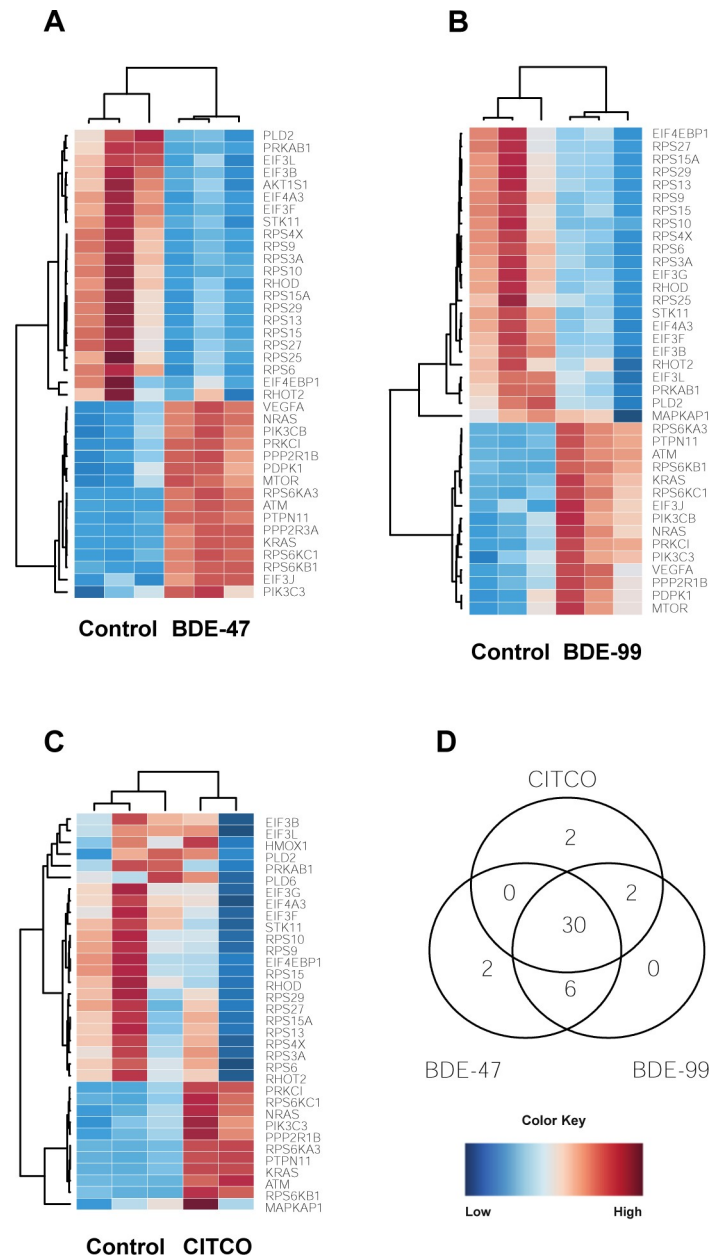 A
PLD2
PRKAB1
EIF3L
EIF3B
AKT1S1
EIF4A3
EIF3F
STK11
RPS4X
RPS9
RPS3A
RPS10
RHOD
RPS15A
RPS29
RPS13
RPS15
RPS27
RPS25
RPS6
EIF4EBP1
RHOT2
VEGFA
NRAS
PIK3CB
PRKCI
PPP2R1B
PDPK1
MTOR
RPS6KA3
ATM
PTPN11
PPP2R3A
KRAS
RPS6KC1
RPS6KB1
EIF3J
PIK3C3
Control BDE-47
B
EIF4EBP1
RPS27
RPS15A
RPS29
RPS13
RPS9
RPS15
RPS10
RPS4X
RPS6
RPS3A
EIF3G
RHOD
RPS25
STK11
EIF4A3
EIF3F
EIF3B
RHOT2
EIF3L
PRKAB1
PLD2
MAPKAP1
RPS6KA3
PTPN11
ATM
RPS6KB1
KRAS
RPS6KC1
EIF3J
PIK3CB
NRAS
PRKCI
PIK3C3
VEGFA
PPP2R1B
PDPK1
MTOR
Control BDE-99
C
EIF3B
EIF3L
HMOX1
PLD2
PRKAB1
PLD6
EIF3G
EIF4A3
EIF3F
STK11
RPS10
RPS9
EIF4EBP1
RPS15
RHOD
RPS29
RPS27
RPS15A
RPS13
RPS4X
RPS3A
RPS6
RHOT2
PRKCI
RPS6KC1
NRAS
PIK3C3
PPP2R1B
RPS6KA3
PTPN11
KRAS
ATM
RPS6KB1
MAPKAP1
Control CITCO
D
CITCO
2
0 2
30
2 0
6
BDE-47 BDE-99
Color Key
Low High